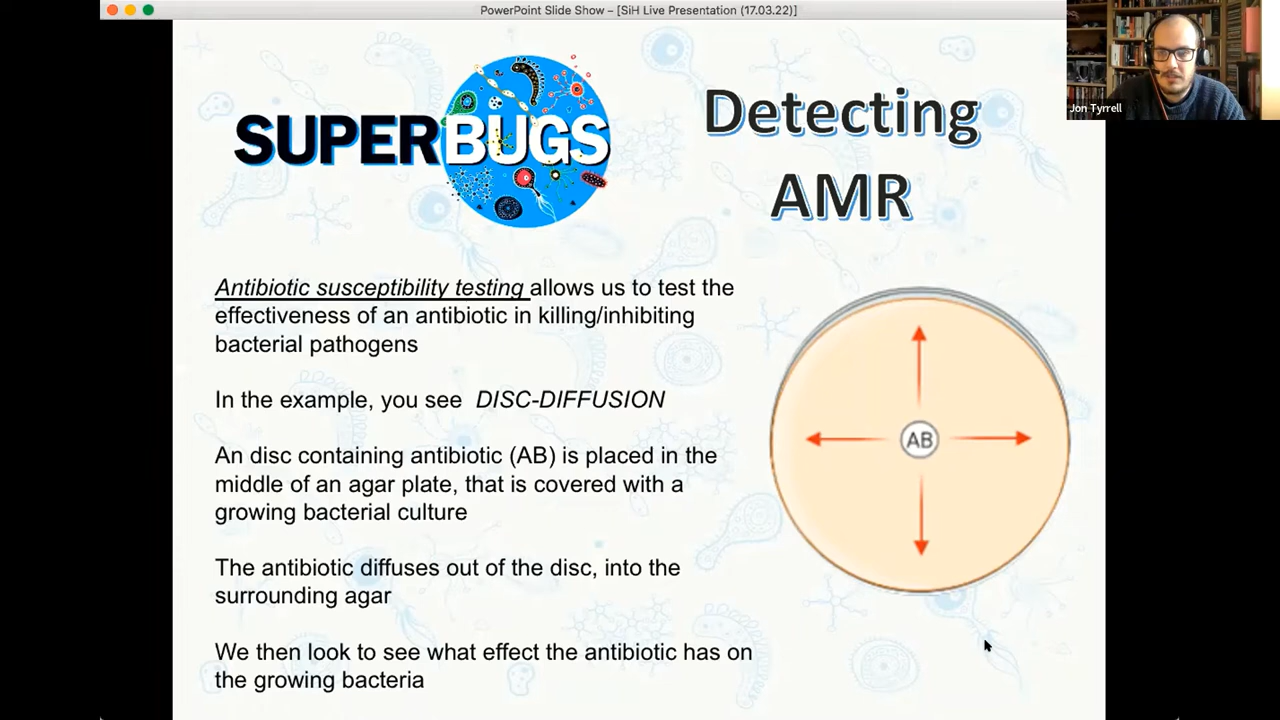 PowerPoint Slide Show – [SiH Live Presentation (17.03.22)]
Jon Tyrrell
SUPERBUGS
Detecting
AMR
Antibiotic susceptibility testing allows us to test the
effectiveness of an antibiotic in killing/inhibiting
bacterial pathogens
In the example, you see DISC-DIFFUSION
An disc containing antibiotic (AB) is placed in the
middle of an agar plate, that is covered with a
growing bacterial culture
The antibiotic diffuses out of the disc, into the
surrounding agar
We then look to see what effect the antibiotic has on
the growing bacteria
AB